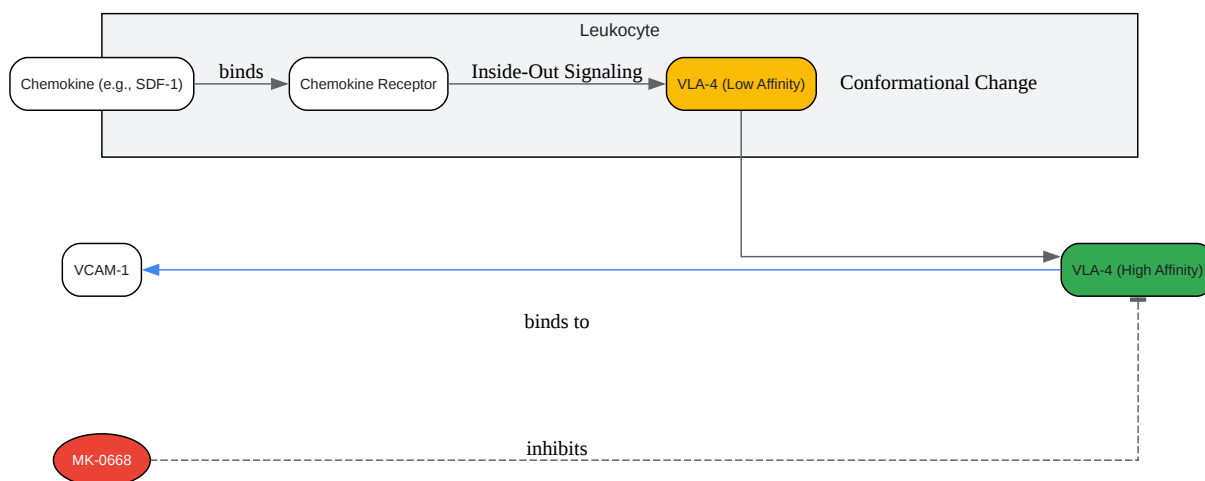 Leukocyte
Chemokine (e.g., SDF-1)
binds
Chemokine Receptor
Inside-Out Signaling
VLA-4 (Low Affinity)
Conformational Change
VCAM-1
VLA-4 (High Affinity)
binds to
MK-0668
inhibits